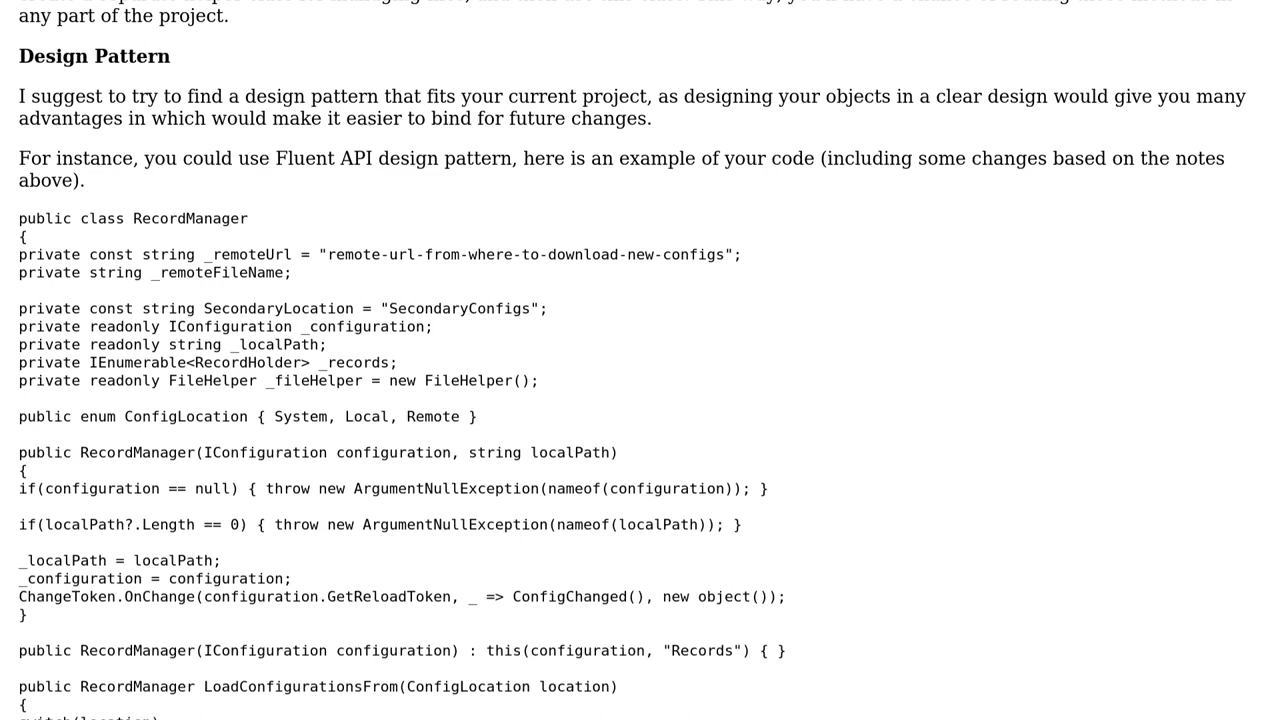 any part of the project.
Design Pattern
I suggest to try to find a design pattern that fits your current project, as designing your objects in a clear design would give you many
advantages in which would make it easier to bind for future changes.
For instance, you could use Fluent API design pattern, here is an example of your code (including some changes based on the notes
above).
public class RecordManager
{
private const string _remoteUrl = "remote-url-from-where-to-download-new-configs";
private string _remoteFileName;
private const string SecondaryLocation = "SecondaryConfigs";
private readonly IConfiguration _configuration;
private readonly string _localPath;
private IEnumerable<RecordHolder> _records;
private readonly FileHelper _fileHelper = new FileHelper();
public enum ConfigLocation { System, Local, Remote }
public RecordManager(IConfiguration configuration, string localPath)
{
if(configuration == null) { throw new ArgumentNullException(nameof(configuration)); }
if(localPath?.Length == 0) { throw new ArgumentNullException(nameof(localPath)); }
_localPath = localPath;
_configuration = configuration;
ChangeToken.OnChange(configuration.GetReloadToken, _ => ConfigChanged(), new object());
}
public RecordManager(IConfiguration configuration) : this(configuration, "Records") { }
public RecordManager LoadConfigurationsFrom(ConfigLocation location)
{